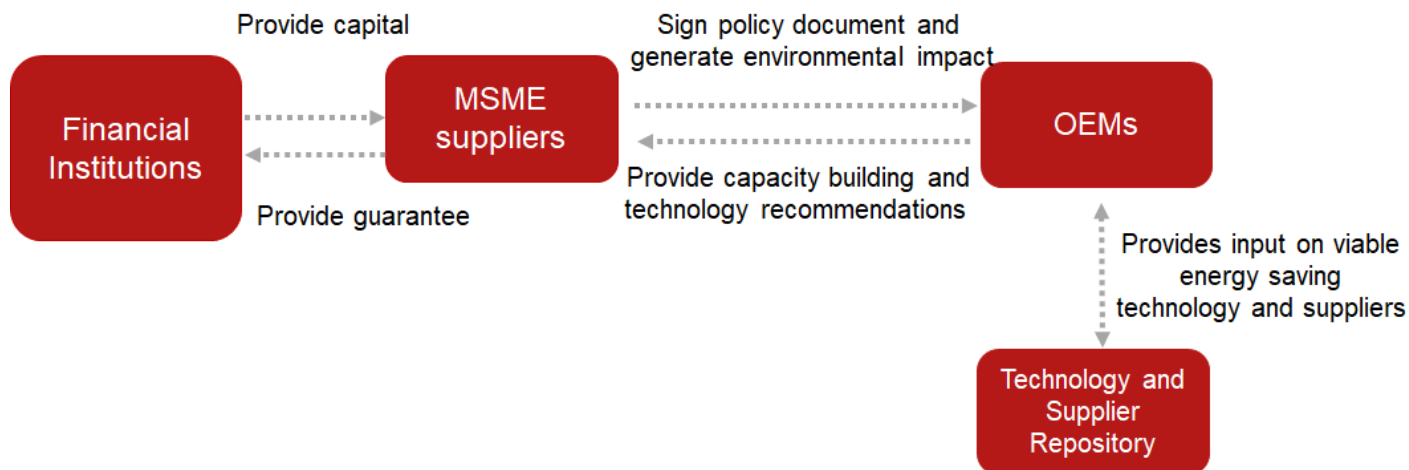 Provide capital
Sign policy document and
generate environmental impact
Financial
Institutions
MSME
suppliers
OEMs
Provide guarantee
Provide capacity building and
technology recommendations
Provides input on viable
energy saving
technology and suppliers
Technology and
Supplier
Repository